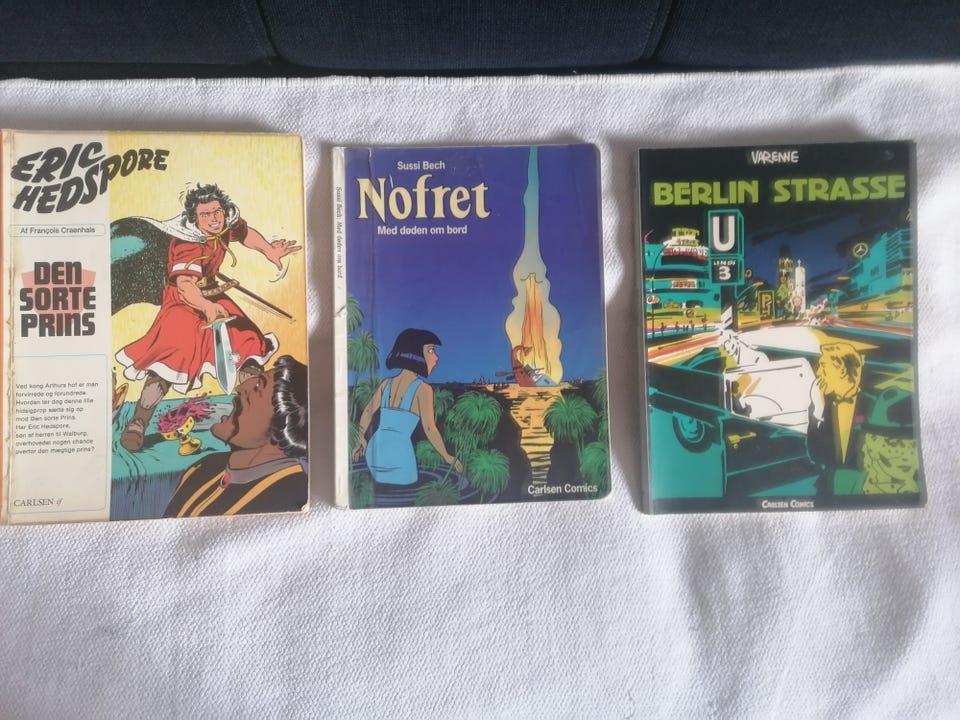 ERIC
HEDSPORE
Af François Craenhals
DEN
SORTE
PRINS
Ved kong Arthurs hof er man
forvirrede og forundrede.
Hvordan tør dog denne lille
hidsigprop sætte sig op
mod Den sorte Prins.
Har Eric Hedspore,
søn af herren til Walburg,
overhovedet nogen chance
overfor den mægtige prins?
CARLSEN if
Sussi Bech: Med døden om bord
Sussi Bech
Nofret
Med døden om bord
Carlsen Comics
VARENNE
BERLIN STRASSE
U
LINIE
3
CARLSEN COMICS